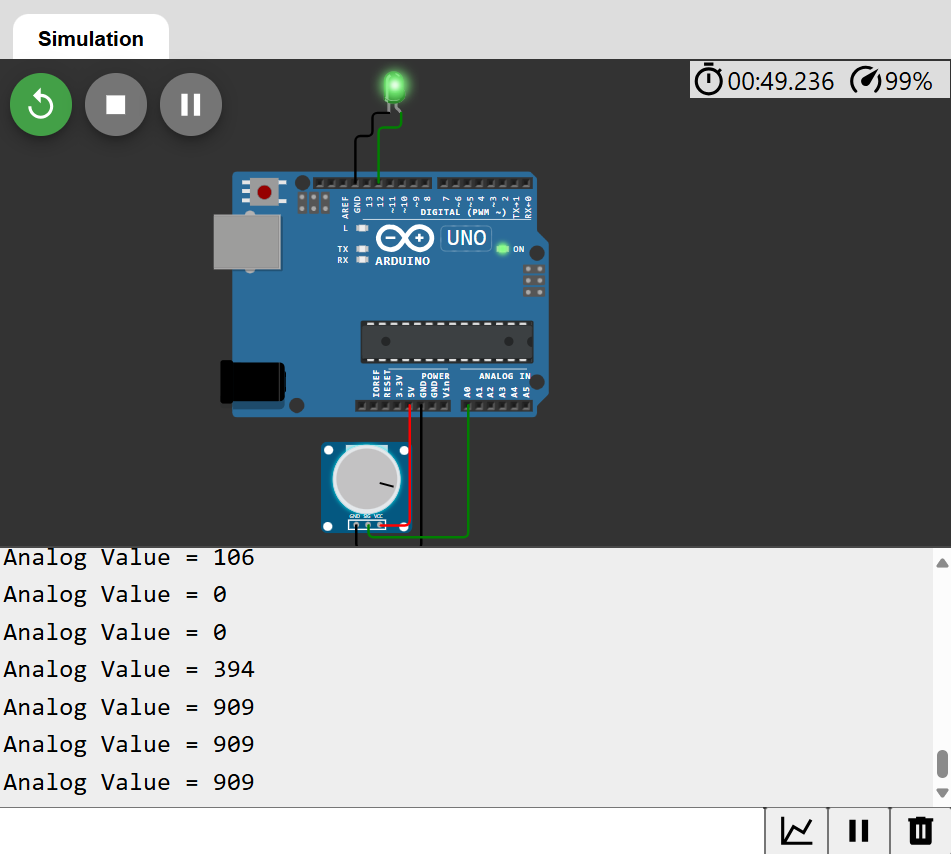 Simulation
00:49.236 99%
AREF
GND
13
12
~11
~10
~9
8
7
~6
~5
4
~3
2
TX→1
RX←0
DIGITAL (PWM ~)
L
TX
RX
UNO
ON
ARDUINO
IOREF
RESET
3.3V
5V
GND
GND
Vin
POWER
ANALOG IN
A0
A1
A2
A3
A4
A5
GND SIG VCC
Analog Value = 106
Analog Value = 0
Analog Value = 0
Analog Value = 394
Analog Value = 909
Analog Value = 909
Analog Value = 909